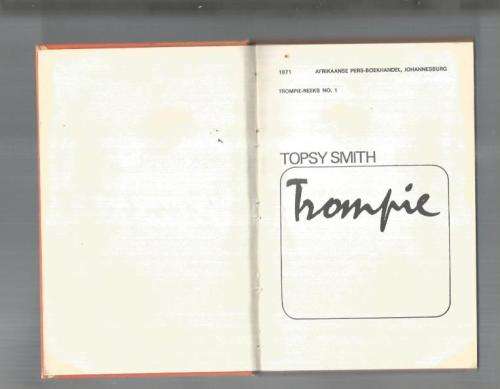 1971 AFRIKAANSE PERS-BOEKHANDEL, JOHANNESBURG
TROMPIE-REEKS NO. 1
TOPSY SMITH
Trompie